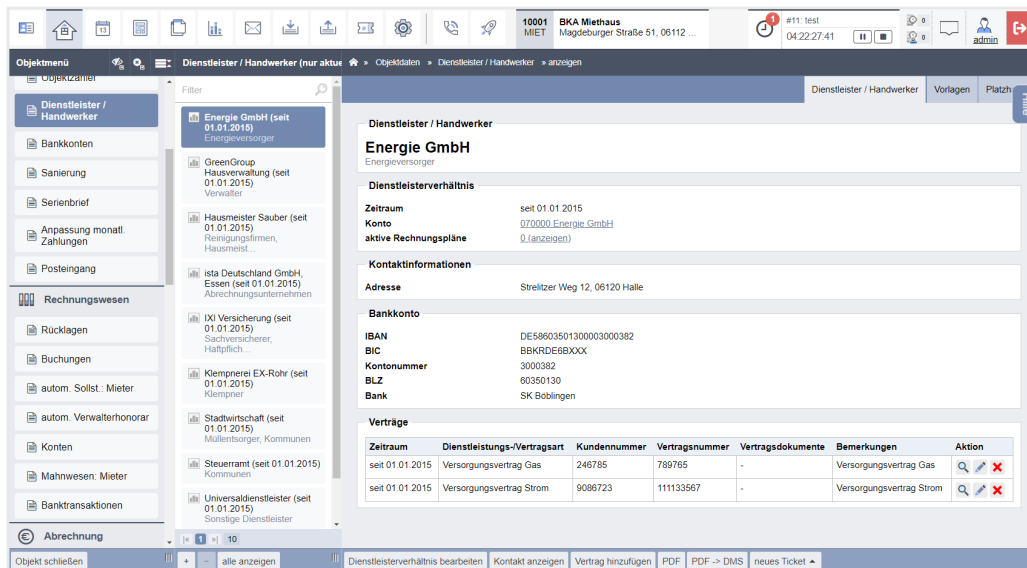 13
10001
MIET
BKA Miethaus
Magdeburger Straße 51, 06112 ...
1
#11: test
04:22:27:41
0
0
admin
Objektmenü
Dienstleister / Handwerker (nur aktue
» Objektdaten » Dienstleister / Handwerker » anzeigen
Objektzähler
Dienstleister /
Handwerker
Bankkonten
Sanierung
Serienbrief
Anpassung monatl.
Zahlungen
Posteingang
Rechnungswesen
Rücklagen
Buchungen
autom. Sollst.: Mieter
autom. Verwalterhonorar
Konten
Mahnwesen: Mieter
Banktransaktionen
Abrechnung
Objekt schließen
Filter
Energie GmbH (seit
01.01.2015)
Energieversorger
GreenGroup
Hausverwaltung (seit
01.01.2015)
Verwalter
Hausmeister Sauber (seit
01.01.2015)
Reinigungsfirmen,
Hausmeist...
ista Deutschland GmbH,
Essen (seit 01.01.2015)
Abrechnungsunternehmen
IXI Versicherung (seit
01.01.2015)
Sachversicherer,
Haftpflich...
Klempnerei EX-Rohr (seit
01.01.2015)
Klempner
Stadtwirtschaft (seit
01.01.2015)
Müllentsorger, Kommunen
Steuerramt (seit 01.01.2015)
Kommunen
Universaldienstleister (seit
01.01.2015)
Sonstige Dienstleister
1 10
+ - alle anzeigen
Dienstleister / Handwerker Vorlagen Platzh
Hilfe
Dienstleister / Handwerker
Energie GmbH
Energieversorger
Dienstleisterverhältnis
Zeitraum seit 01.01.2015
Konto 070000 Energie GmbH
aktive Rechnungspläne 0 (anzeigen)
Kontaktinformationen
Adresse Strelitzer Weg 12, 06120 Halle
Bankkonto
IBAN DE58603501300003000382
BIC BBKRDE6BXXX
Kontonummer 3000382
BLZ 60350130
Bank SK Böblingen
Verträge
Zeitraum Dienstleistungs-/Vertragsart Kundennummer Vertragsnummer Vertragsdokumente Bemerkungen Aktion
seit 01.01.2015 Versorgungsvertrag Gas 246785 789765 - Versorgungsvertrag Gas
seit 01.01.2015 Versorgungsvertrag Strom 9086723 111133567 - Versorgungsvertrag Strom
Dienstleisterverhältnis bearbeiten Kontakt anzeigen Vertrag hinzufügen PDF PDF -> DMS neues Ticket